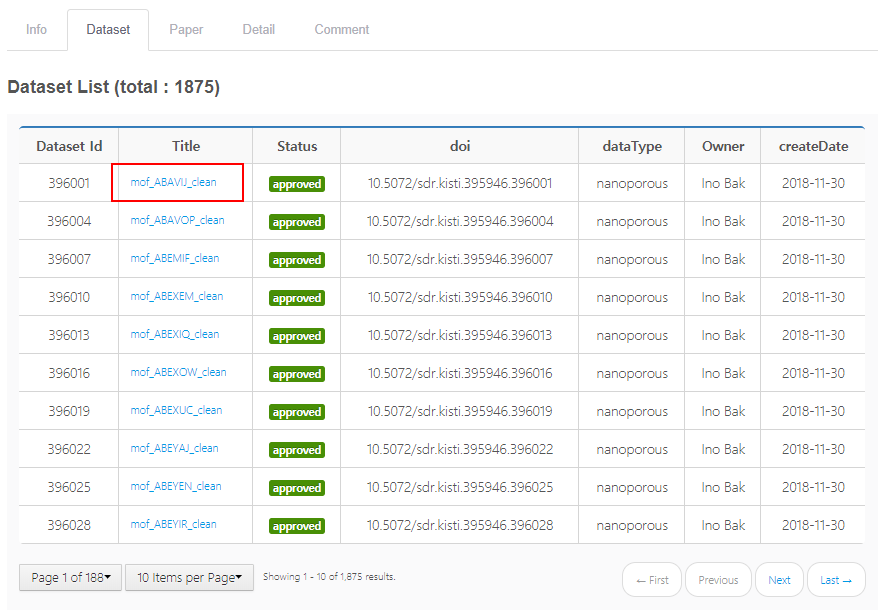 Info Dataset Paper Detail Comment
Dataset List (total : 1875)
Dataset Id Title Status doi dataType Owner createDate
396001 mof_ABAVIJ_clean approved 10.5072/sdr.kisti.395946.396001 nanoporous Ino Bak 2018-11-30
396004 mof_ABAVOP_clean approved 10.5072/sdr.kisti.395946.396004 nanoporous Ino Bak 2018-11-30
396007 mof_ABEMIF_clean approved 10.5072/sdr.kisti.395946.396007 nanoporous Ino Bak 2018-11-30
396010 mof_ABEXEM_clean approved 10.5072/sdr.kisti.395946.396010 nanoporous Ino Bak 2018-11-30
396013 mof_ABEXIQ_clean approved 10.5072/sdr.kisti.395946.396013 nanoporous Ino Bak 2018-11-30
396016 mof_ABEXOW_clean approved 10.5072/sdr.kisti.395946.396016 nanoporous Ino Bak 2018-11-30
396019 mof_ABEXUC_clean approved 10.5072/sdr.kisti.395946.396019 nanoporous Ino Bak 2018-11-30
396022 mof_ABEYAJ_clean approved 10.5072/sdr.kisti.395946.396022 nanoporous Ino Bak 2018-11-30
396025 mof_ABEYEN_clean approved 10.5072/sdr.kisti.395946.396025 nanoporous Ino Bak 2018-11-30
396028 mof_ABEYIR_clean approved 10.5072/sdr.kisti.395946.396028 nanoporous Ino Bak 2018-11-30
Page 1 of 188 10 Items per Page Showing 1 - 10 of 1,875 results. ← First Previous Next Last →